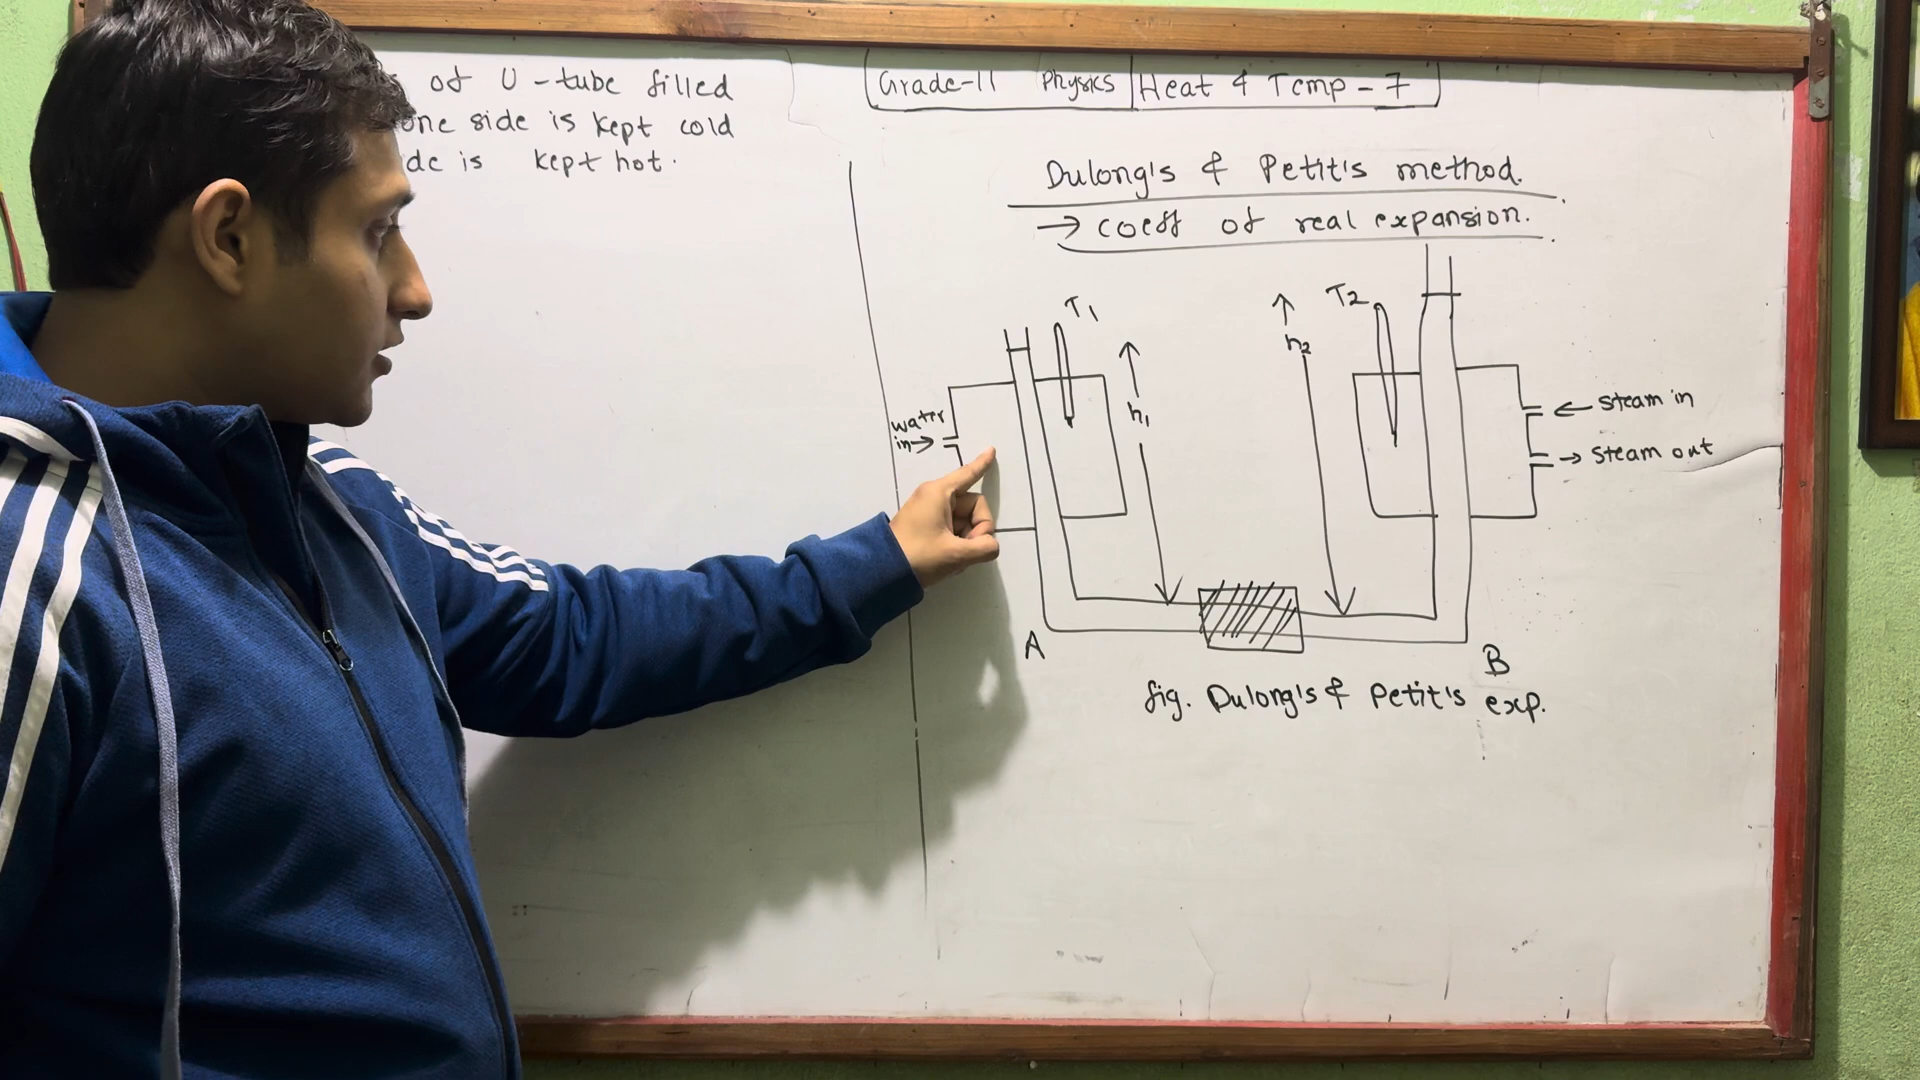 of U-tube filled
one side is kept cold
is kept hot.
Grade-11 Physics Heat & Temp - 7
Dulong's & Petit's method.
→ coeff of real expansion.
T1
T2
h1
h2
water
in →
← steam in
→ steam out
A
B
fig. Dulong's & Petit's exp.